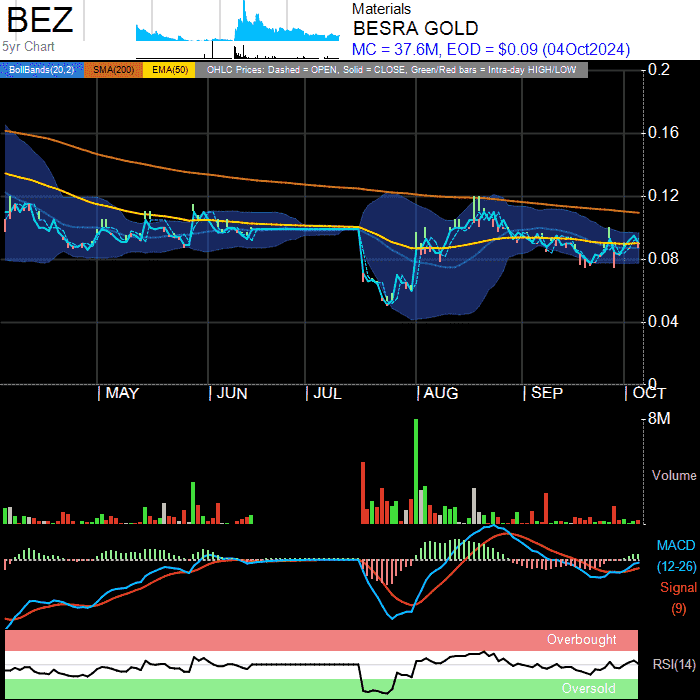 BEZ
5yr Chart
Materials
BESRA GOLD
MC = 37.6M, EOD = $0.09 (04Oct2024)
BollBands(20,2) SMA(200) EMA(50) OHLC Prices: Dashed = OPEN, Solid = CLOSE, Green/Red bars = Intra-day HIGH/LOW
0.2
0.16
0.12
0.08
0.04
0
MAY JUN JUL AUG SEP OCT
8M
Volume
MACD
(12-26)
Signal
(9)
Overbought
RSI(14)
Oversold